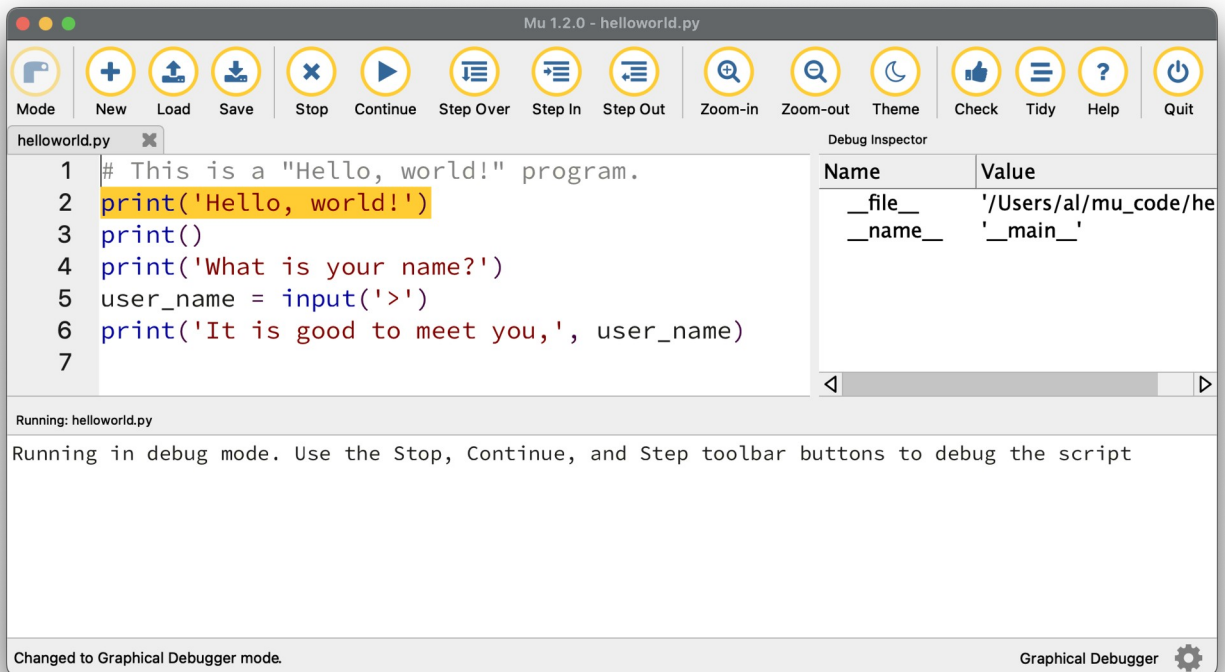 Mu 1.2.0 - helloworld.py
Mode New Load Save Stop Continue Step Over Step In Step Out Zoom-in Zoom-out Theme Check Tidy Help Quit
helloworld.py
1 # This is a "Hello, world!" program.
2 print('Hello, world!')
3 print()
4 print('What is your name?')
5 user_name = input('>')
6 print('It is good to meet you,', user_name)
7
Debug Inspector
Name Value
__file__ '/Users/al/mu_code/he
__name__ '__main__'
Running: helloworld.py
Running in debug mode. Use the Stop, Continue, and Step toolbar buttons to debug the script
Changed to Graphical Debugger mode. Graphical Debugger